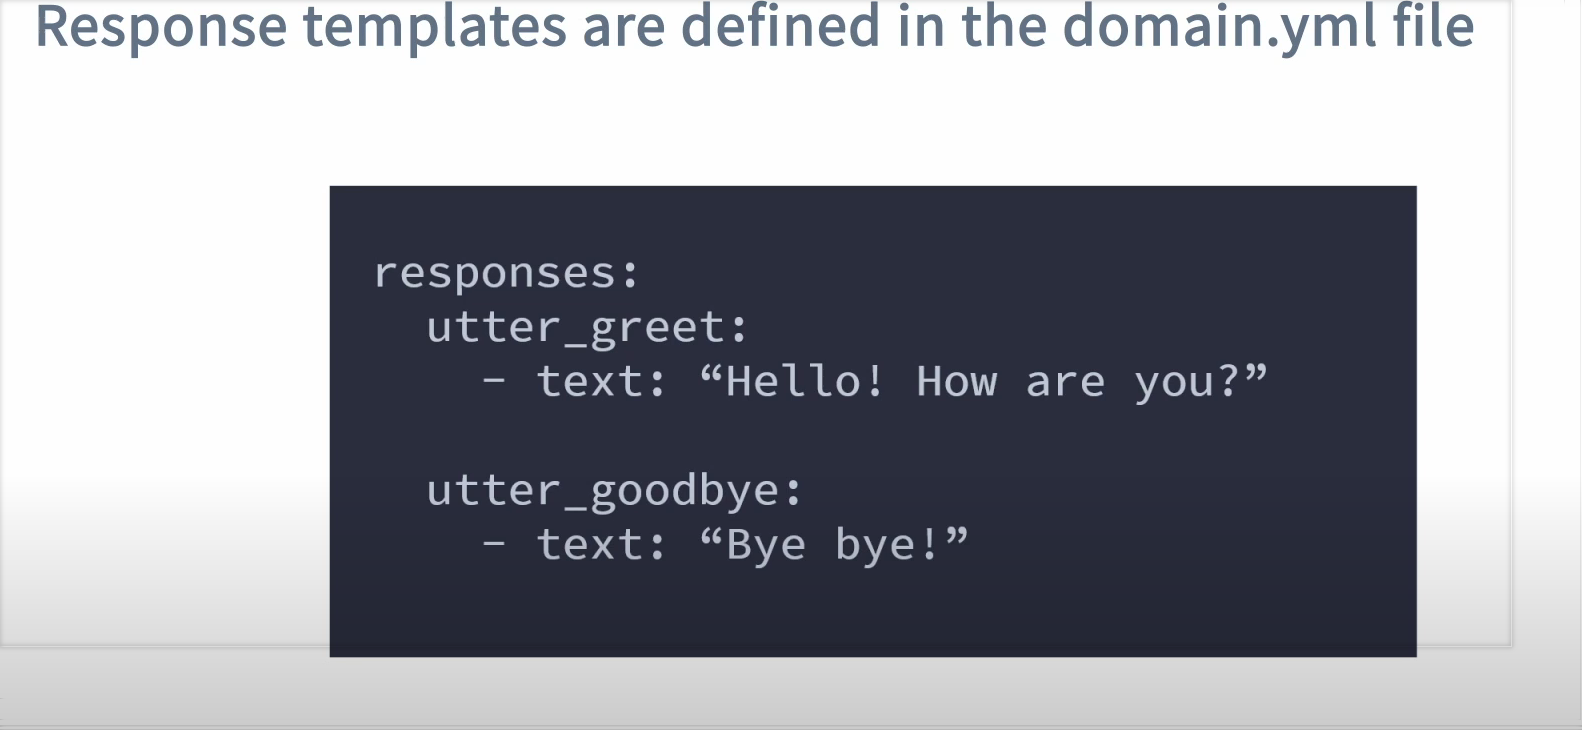 Response templates are defined in the domain.yml file
responses:
utter_greet:
- text: “Hello! How are you?”
utter_goodbye:
- text: “Bye bye!”